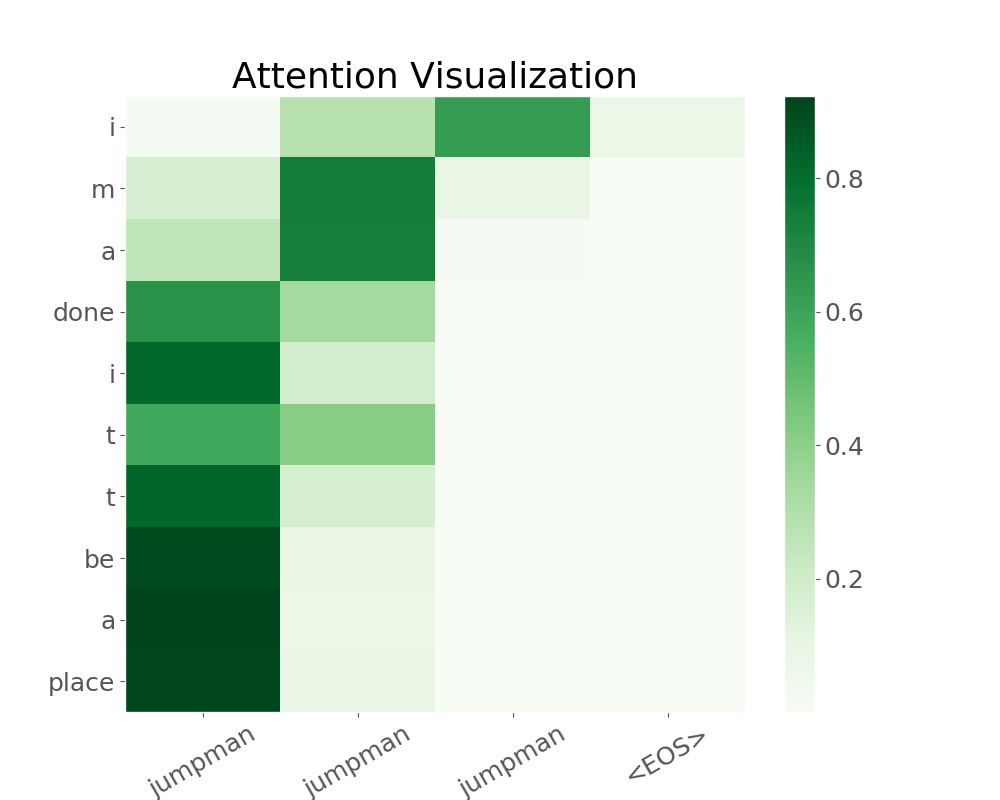 Attention Visualization
i
m
a
done
i
t
t
be
a
place
jumpman jumpman jumpman <EOS>
0.8
0.6
0.4
0.2